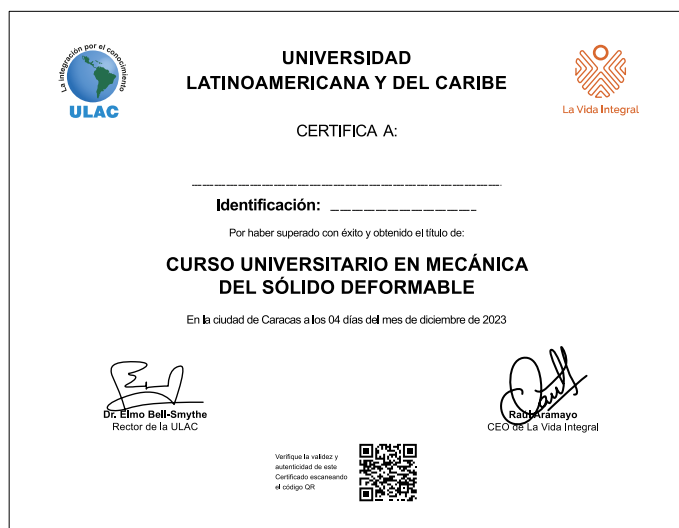 La integración por el conocimiento
ULAC
UNIVERSIDAD
LATINOAMERICANA Y DEL CARIBE
La Vida Integral
CERTIFICA A:
Identificación:
Por haber superado con éxito y obtenido el título de:
CURSO UNIVERSITARIO EN MECÁNICA
DEL SÓLIDO DEFORMABLE
En la ciudad de Caracas a los 04 días del mes de diciembre de 2023
Dr. Elmo Bell-Smythe
Rector de la ULAC
Raúl Aramayo
CEO de La Vida Integral
Verifique la validez y
autenticidad de este
Certificado escaneando
el código QR